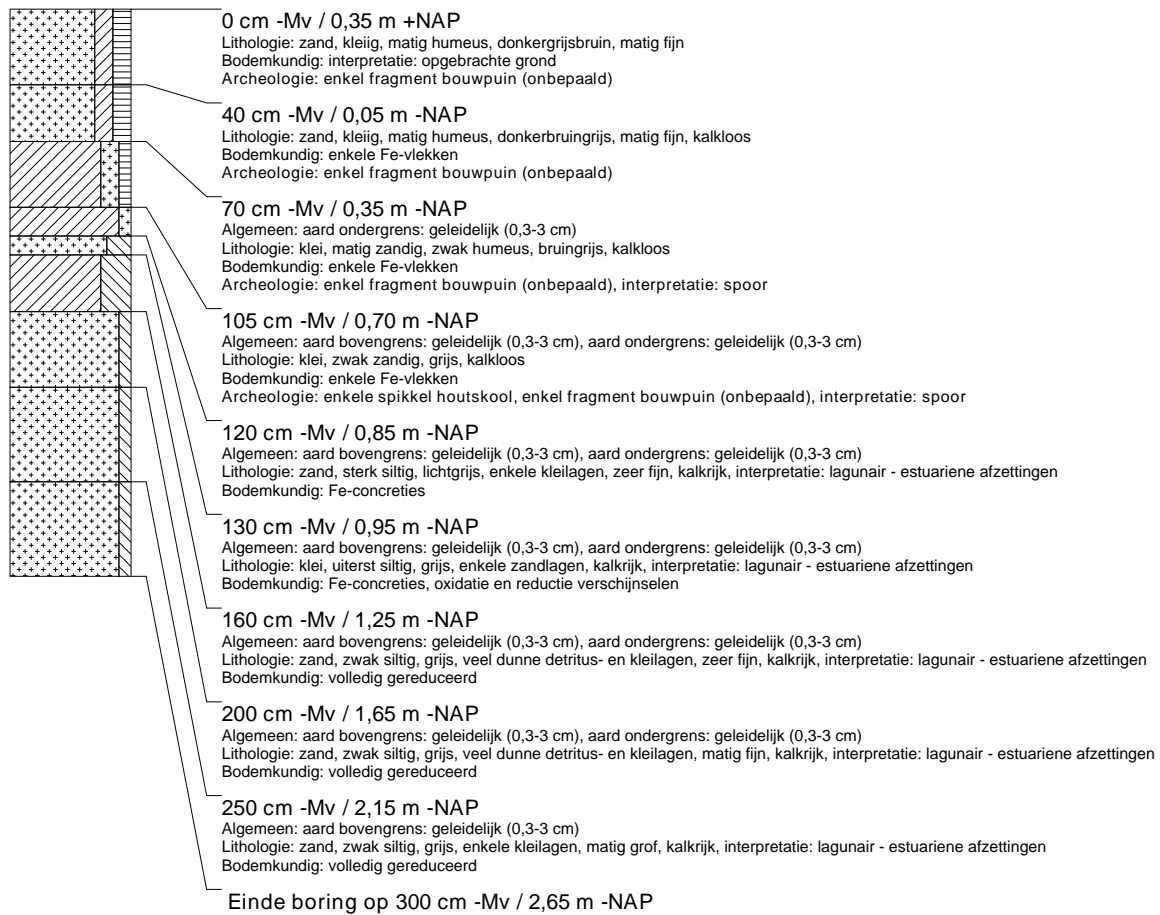 0 cm -Mv / 0,35 m +NAP
Lithologie: zand, kleiig, matig humeus, donkergrijsbruin, matig fijn
Bodemkundig: interpretatie: opgebrachte grond
Archeologie: enkel fragment bouwpuin (onbepaald)
40 cm -Mv / 0,05 m -NAP
Lithologie: zand, kleiig, matig humeus, donkerbruingrijs, matig fijn, kalkloos
Bodemkundig: enkele Fe-vlekken
Archeologie: enkel fragment bouwpuin (onbepaald)
70 cm -Mv / 0,35 m -NAP
Algemeen: aard ondergrens: geleidelijk (0,3-3 cm)
Lithologie: klei, matig zandig, zwak humeus, bruingrijs, kalkloos
Bodemkundig: enkele Fe-vlekken
Archeologie: enkel fragment bouwpuin (onbepaald), interpretatie: spoor
105 cm -Mv / 0,70 m -NAP
Algemeen: aard bovengrens: geleidelijk (0,3-3 cm), aard ondergrens: geleidelijk (0,3-3 cm)
Lithologie: klei, zwak zandig, grijs, kalkloos
Bodemkundig: enkele Fe-vlekken
Archeologie: enkele spikkel houtskool, enkel fragment bouwpuin (onbepaald), interpretatie: spoor
120 cm -Mv / 0,85 m -NAP
Algemeen: aard bovengrens: geleidelijk (0,3-3 cm), aard ondergrens: geleidelijk (0,3-3 cm)
Lithologie: zand, sterk siltig, lichtgrijs, enkele kleilagen, zeer fijn, kalkrijk, interpretatie: lagunair - estuariene afzettingen
Bodemkundig: Fe-concreties
130 cm -Mv / 0,95 m -NAP
Algemeen: aard bovengrens: geleidelijk (0,3-3 cm), aard ondergrens: geleidelijk (0,3-3 cm)
Lithologie: klei, uiterst siltig, grijs, enkele zandlagen, kalkrijk, interpretatie: lagunair - estuariene afzettingen
Bodemkundig: Fe-concreties, oxidatie en reductie verschijnselen
160 cm -Mv / 1,25 m -NAP
Algemeen: aard bovengrens: geleidelijk (0,3-3 cm), aard ondergrens: geleidelijk (0,3-3 cm)
Lithologie: zand, zwak siltig, grijs, veel dunne detritus- en kleilagen, zeer fijn, kalkrijk, interpretatie: lagunair - estuariene afzettingen
Bodemkundig: volledig gereduceerd
200 cm -Mv / 1,65 m -NAP
Algemeen: aard bovengrens: geleidelijk (0,3-3 cm), aard ondergrens: geleidelijk (0,3-3 cm)
Lithologie: zand, zwak siltig, grijs, veel dunne detritus- en kleilagen, matig fijn, kalkrijk, interpretatie: lagunair - estuariene afzettingen
Bodemkundig: volledig gereduceerd
250 cm -Mv / 2,15 m -NAP
Algemeen: aard bovengrens: geleidelijk (0,3-3 cm)
Lithologie: zand, zwak siltig, grijs, enkele kleilagen, matig grof, kalkrijk, interpretatie: lagunair - estuariene afzettingen
Bodemkundig: volledig gereduceerd
Einde boring op 300 cm -Mv / 2,65 m -NAP